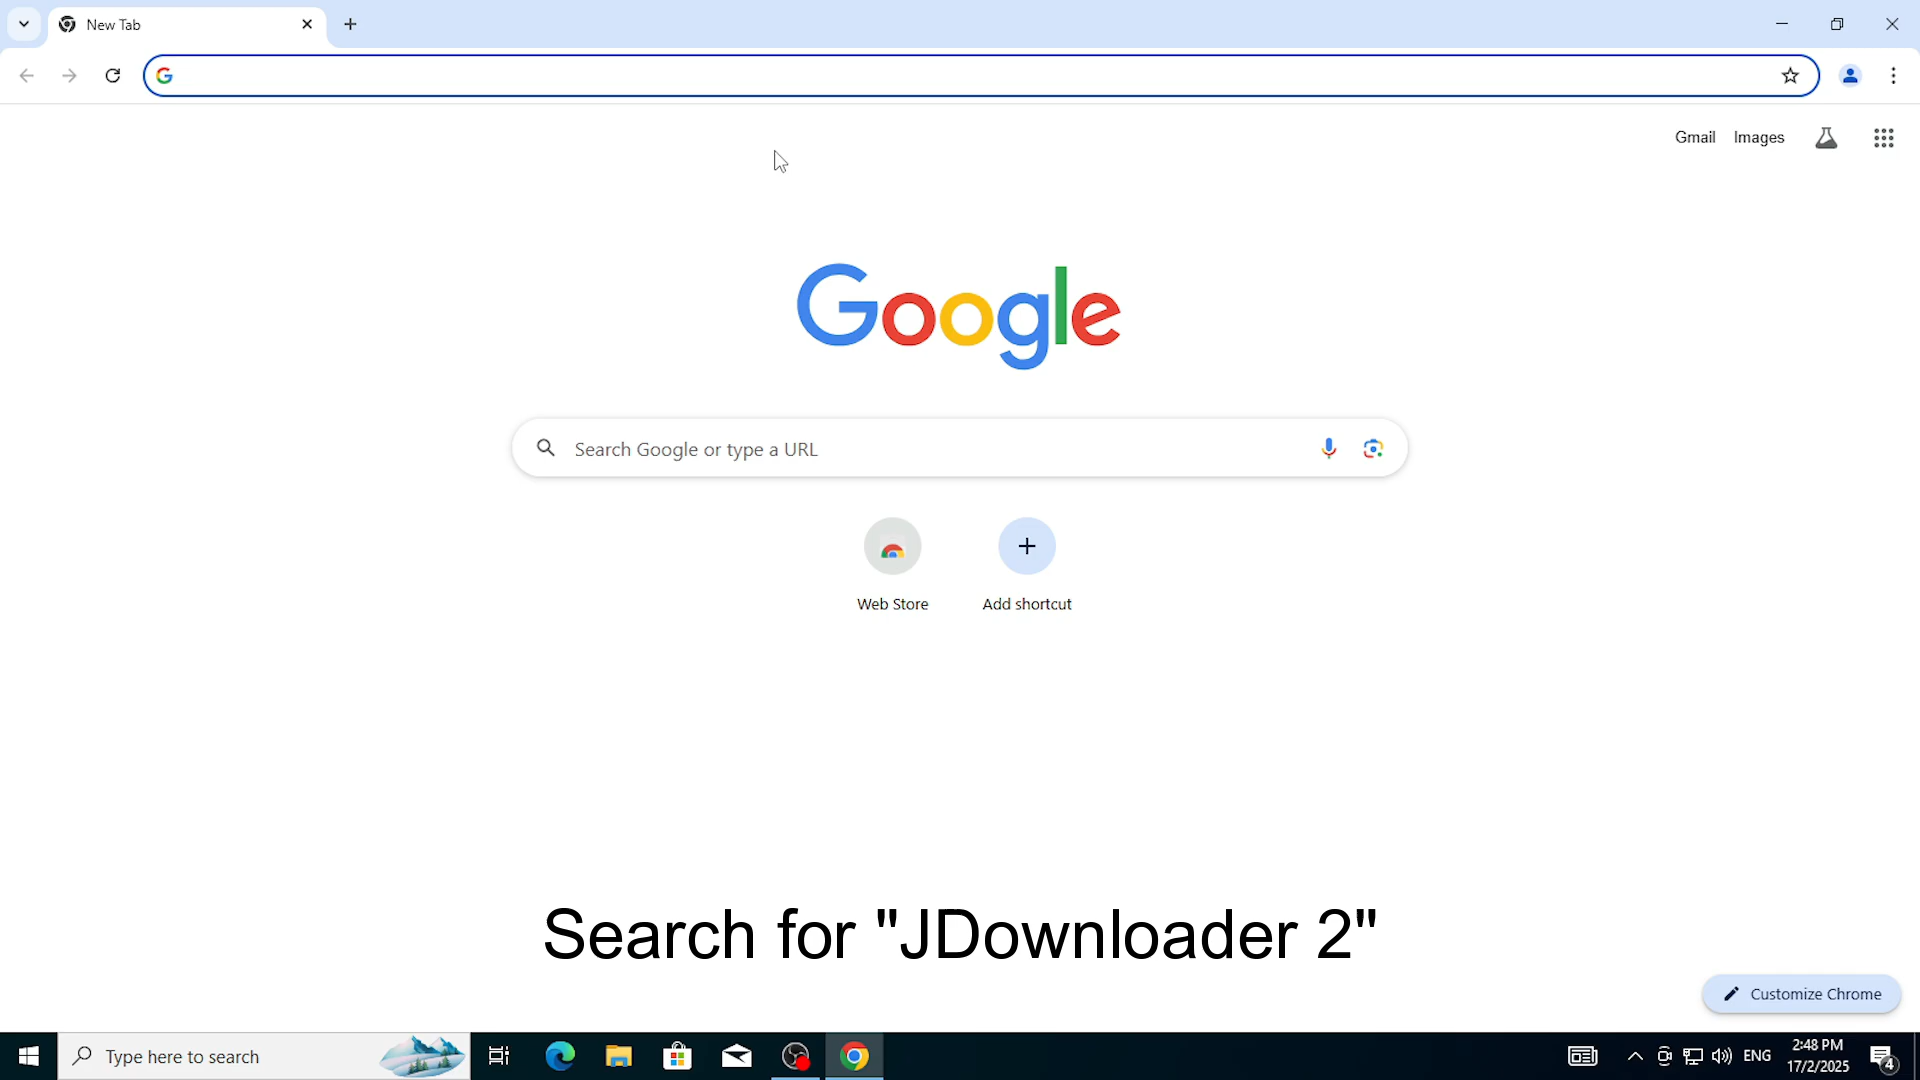 New Tab
Gmail Images
Google
Search Google or type a URL
Web Store
Add shortcut
Search for "JDownloader 2"
Customize Chrome
Type here to search
ENG
2:48 PM
17/2/2025
4